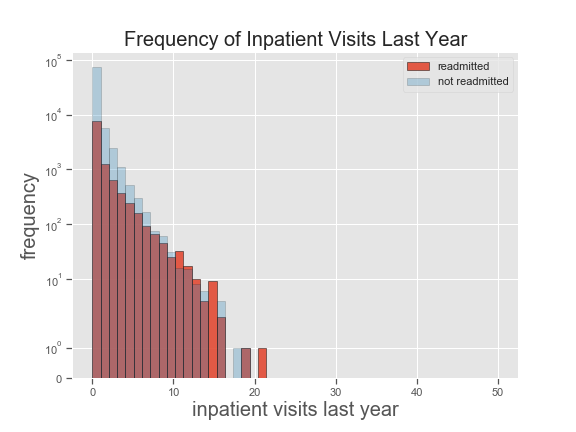 Frequency of Inpatient Visits Last Year
readmitted
not readmitted
10^5
10^4
10^3
10^2
10^1
10^0
0
frequency
0 10 20 30 40 50
inpatient visits last year